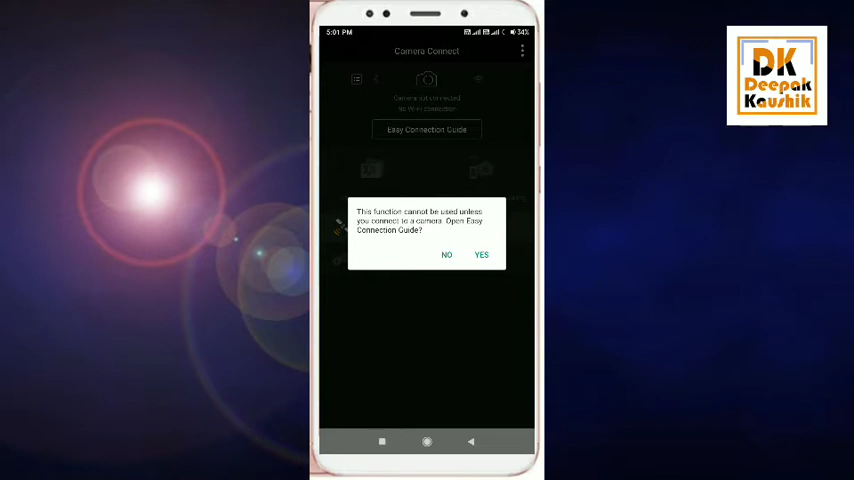 5:01 PM
34%
Camera Connect
DK
Deepak
Kaushik
Camera not connected
No Wi-Fi connection
Easy Connection Guide
This function cannot be used unless
you connect to a camera. Open Easy
Connection Guide?
NO YES